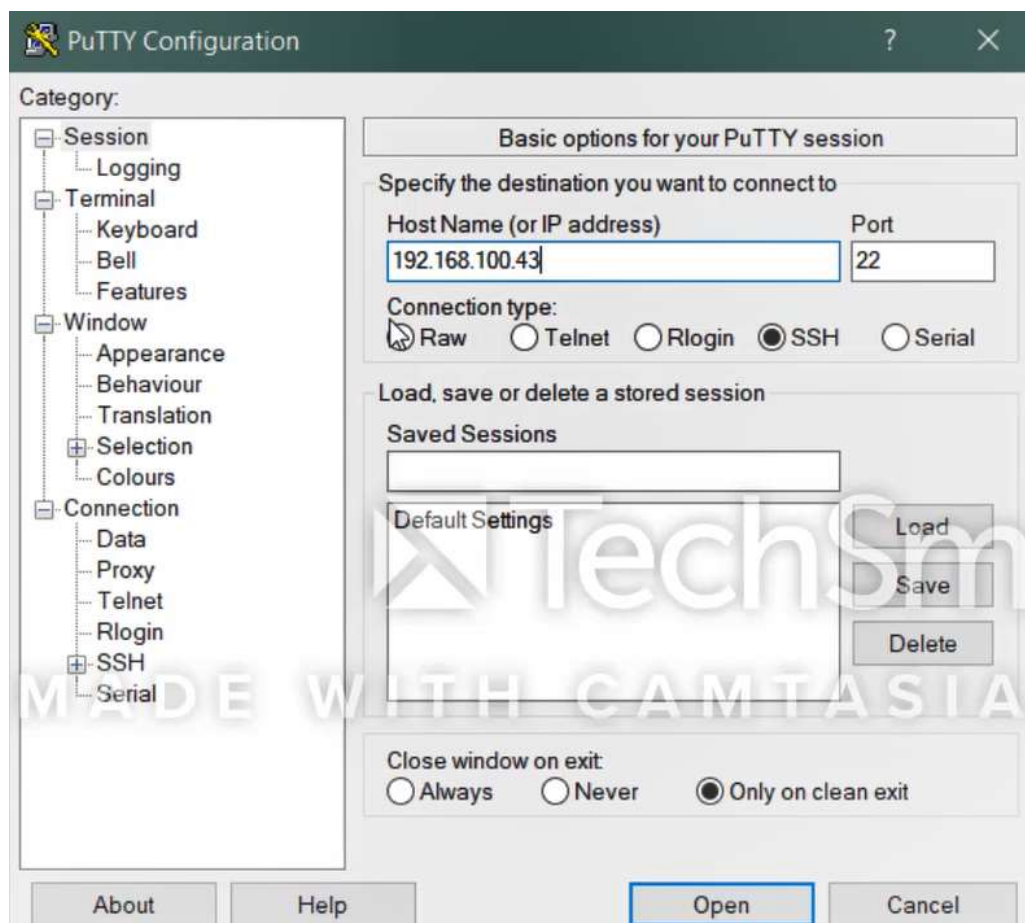 PuTTY Configuration
?
Category:
Session
Logging
Terminal
Keyboard
Bell
Features
Window
Appearance
Behaviour
Translation
Selection
Colours
Connection
Data
Proxy
Telnet
Rlogin
SSH
Serial
Basic options for your PuTTY session
Specify the destination you want to connect to
Host Name (or IP address) Port
192.168.100.43 22
Connection type:
Raw Telnet Rlogin SSH Serial
Load, save or delete a stored session
Saved Sessions
Default Settings
Load
Save
Delete
TechSm
MADE WITH CAMTASIA
Close window on exit:
Always Never Only on clean exit
About Help Open Cancel